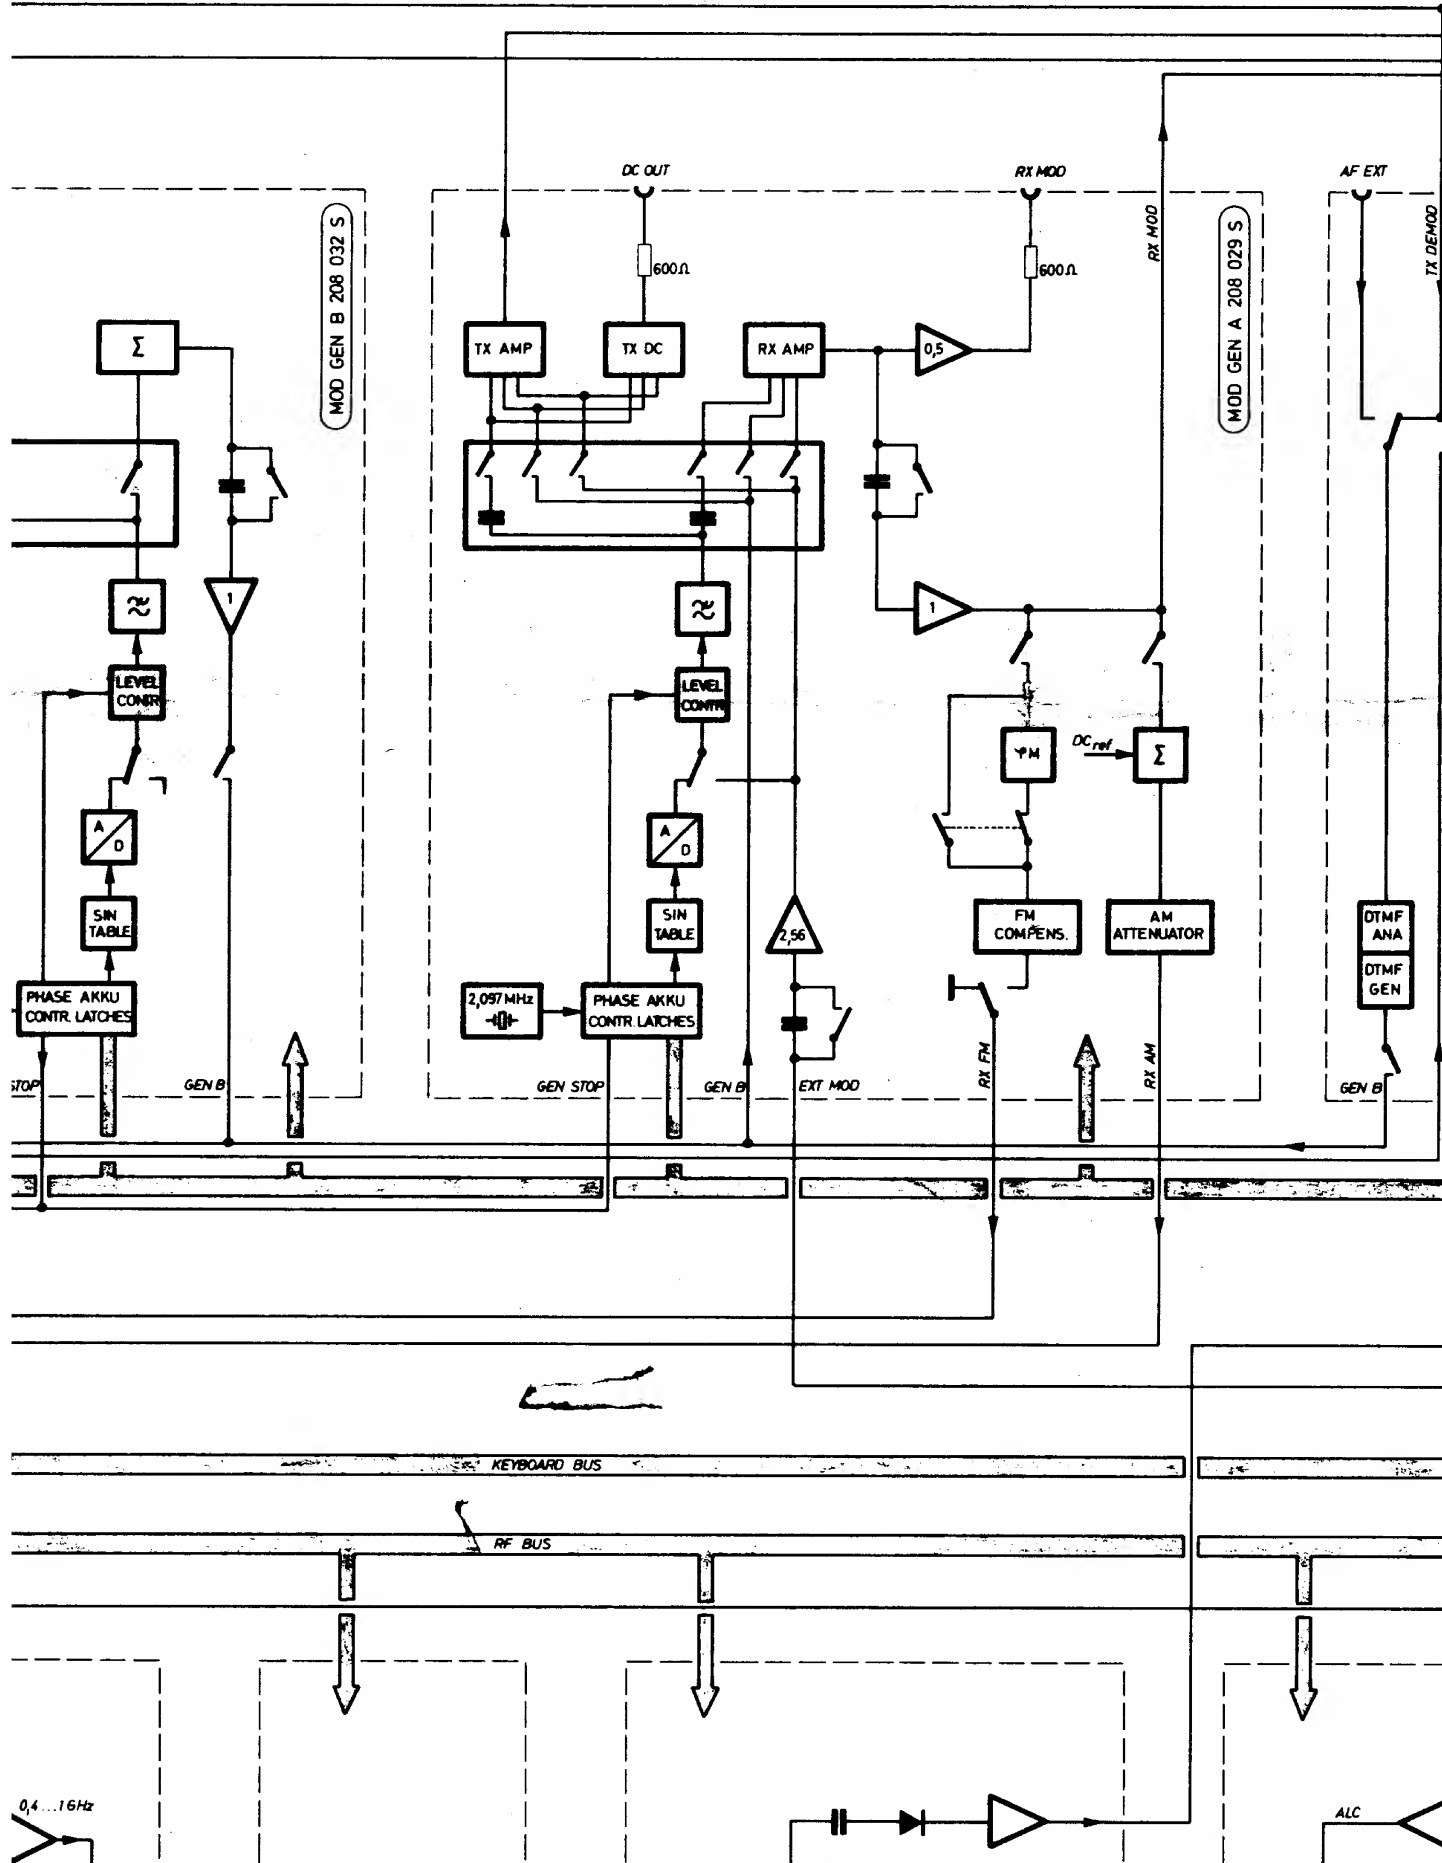 DC OUT
RX MOD
AF EXT
MOD GEN B 208 032 S
RX MOD
MOD GEN A 208 029 S
TX DEMOD
600Ω
600Ω
Σ
TX AMP
TX DC
RX AMP
0,5
1
1
LEVEL
CONTR
LEVEL
CONTR
φM
DC ref
Σ
A
D
A
D
SIN
TABLE
SIN
TABLE
2,56
FM
COMPENS.
AM
ATTENUATOR
DTMF
ANA
DTMF
GEN
PHASE AKKU
CONTR. LATCHES
2,097 MHz
PHASE AKKU
CONTR. LATCHES
STOP
GEN B
GEN STOP
GEN B
EXT MOD
RX FM
RX AM
GEN B
KEYBOARD BUS
RF BUS
0,4...1GHz
ALC